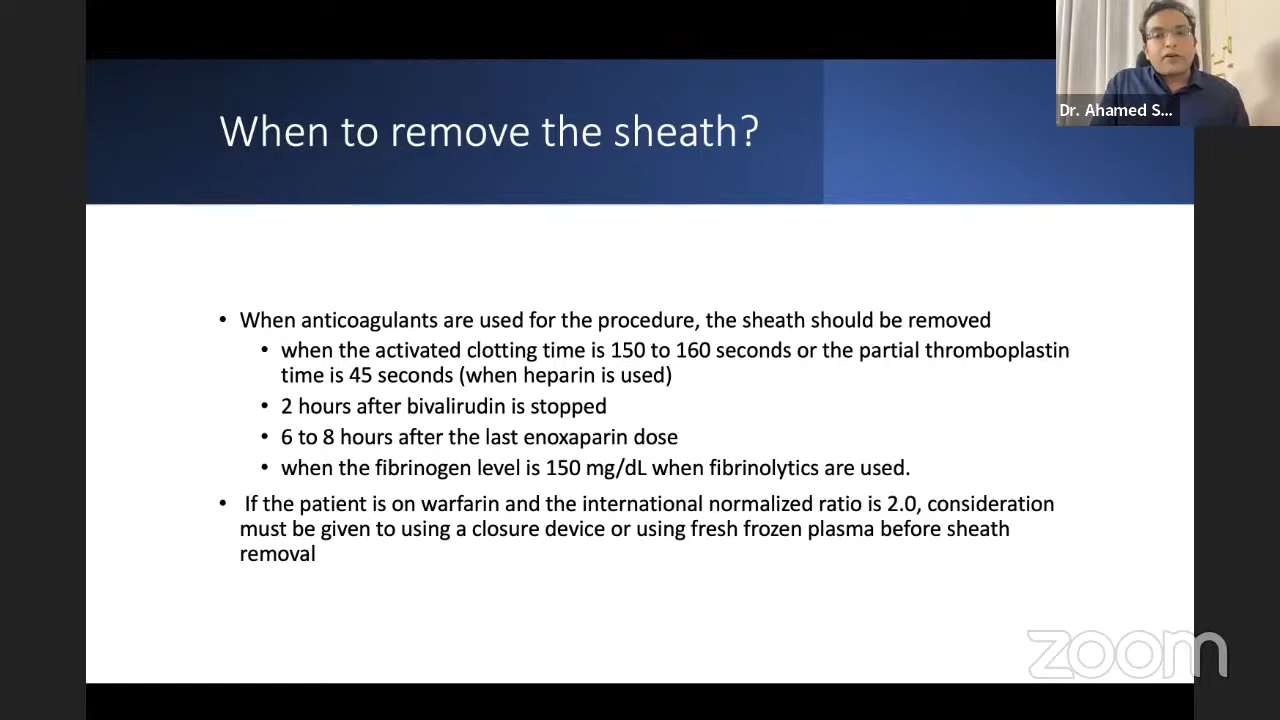 When to remove the sheath?
Dr. Ahamed S...
• When anticoagulants are used for the procedure, the sheath should be removed
• when the activated clotting time is 150 to 160 seconds or the partial thromboplastin
time is 45 seconds (when heparin is used)
• 2 hours after bivalirudin is stopped
• 6 to 8 hours after the last enoxaparin dose
• when the fibrinogen level is 150 mg/dL when fibrinolytics are used.
• If the patient is on warfarin and the international normalized ratio is 2.0, consideration
must be given to using a closure device or using fresh frozen plasma before sheath
removal
zoom